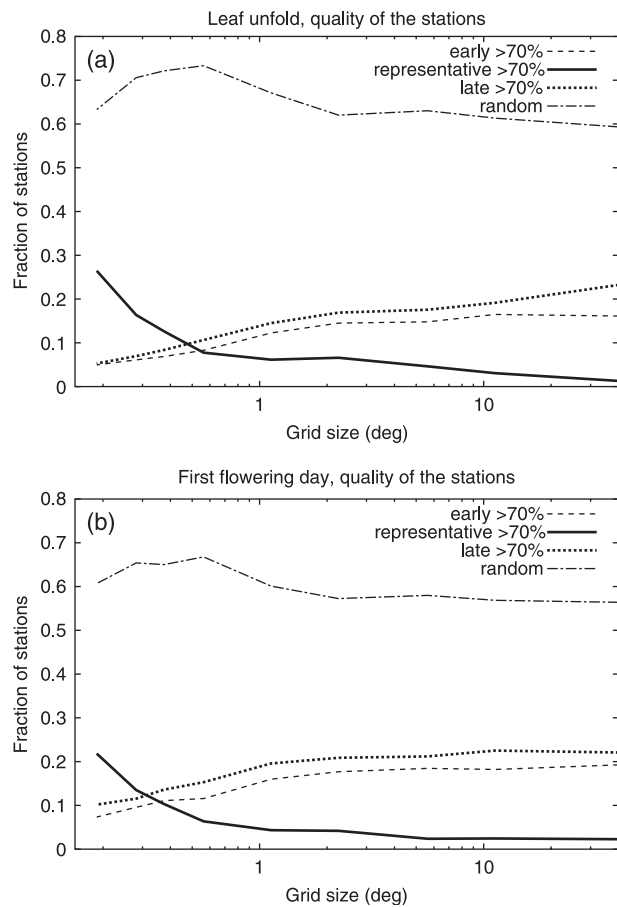 Leaf unfold, quality of the stations
(a)
early >70%
representative >70%
late >70%
random
0.8
0.7
0.6
0.5
0.4
0.3
0.2
0.1
0
Fraction of stations
1
10
Grid size (deg)
First flowering day, quality of the stations
(b)
early >70%
representative >70%
late >70%
random
0.8
0.7
0.6
0.5
0.4
0.3
0.2
0.1
0
Fraction of stations
1
10
Grid size (deg)